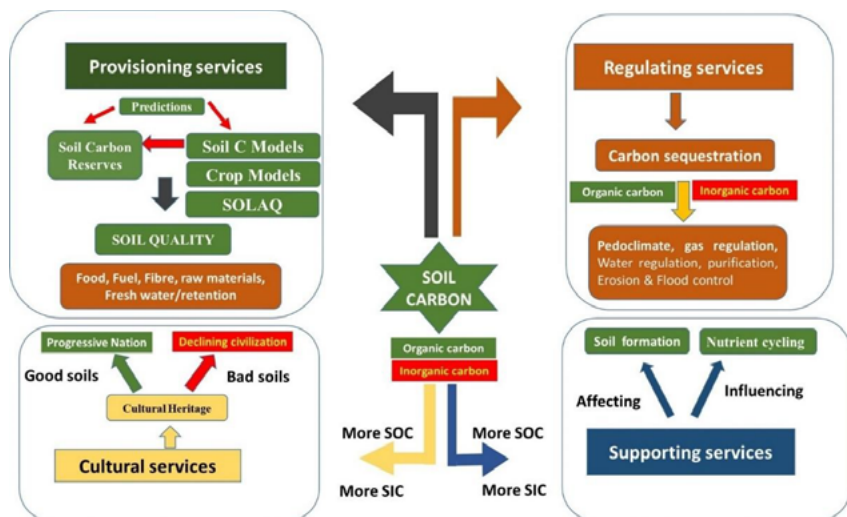 Provisioning services
Predictions
Soil Carbon
Reserves
Soil C Models
Crop Models
SOLAQ
SOIL QUALITY
Food, Fuel, Fibre, raw materials,
Fresh water/retention
Regulating services
Carbon sequestration
Organic carbon
Inorganic carbon
Pedoclimate, gas regulation,
Water regulation, purification,
Erosion & Flood control
SOIL
CARBON
Organic carbon
Inorganic carbon
More SOC
More SIC
More SOC
More SIC
Progressive Nation
Declining civilization
Good soils
Bad soils
Cultural Heritage
Cultural services
Soil formation
Nutrient cycling
Affecting
Influencing
Supporting services